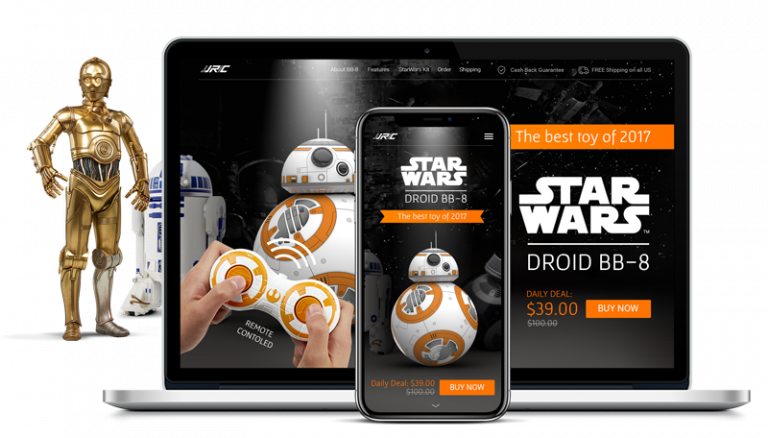 JJRC
About BB-8 Features StarWars Kit Order Shipping Cash Back Guarantee FREE Shipping on all US
The best toy of 2017
STAR
WARS
TM
DROID BB-8
DAILY DEAL:
$39.00
$100.00
BUY NOW
REMOTE
CONTOLED
JJRC
STAR
WARS
DROID BB-8
The best toy of 2017
Daily Deal: $39.00
$100.00
BUY NOW